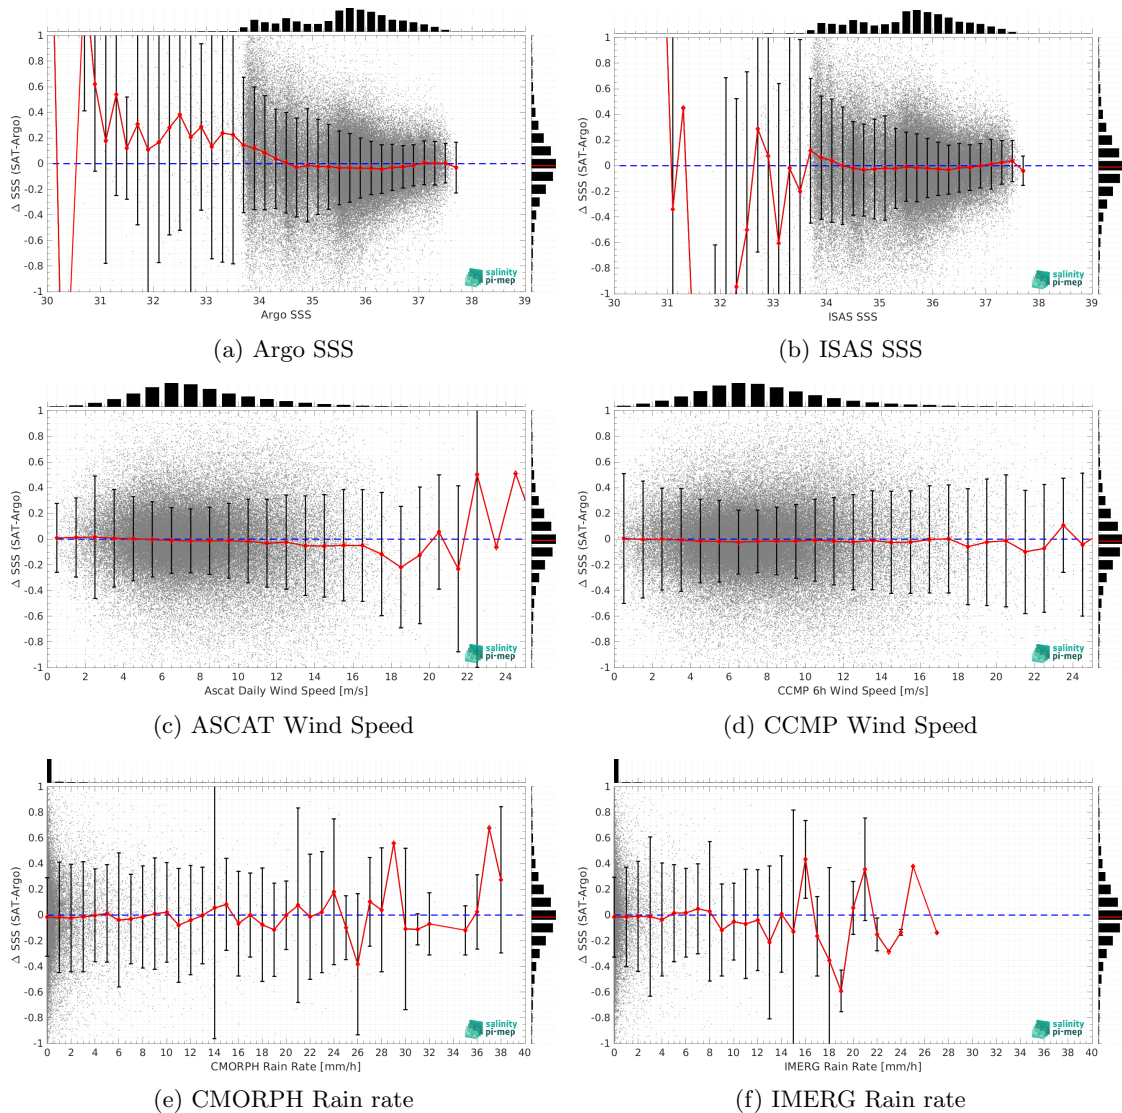 1
0.8
0.6
0.4
0.2
0
-0.2
-0.4
-0.6
-0.8
-1
Δ SSS (SAT-Argo)
30 31 32 33 34 35 36 37 38 39
Argo SSS
salinity
pi-mep
(a) Argo SSS
1
0.8
0.6
0.4
0.2
0
-0.2
-0.4
-0.6
-0.8
-1
Δ SSS (SAT-Argo)
30 31 32 33 34 35 36 37 38 39
ISAS SSS
salinity
pi-mep
(b) ISAS SSS
1
0.8
0.6
0.4
0.2
0
-0.2
-0.4
-0.6
-0.8
-1
Δ SSS (SAT-Argo)
0 2 4 6 8 10 12 14 16 18 20 22 24
Ascat Daily Wind Speed [m/s]
salinity
pi-mep
(c) ASCAT Wind Speed
1
0.8
0.6
0.4
0.2
0
-0.2
-0.4
-0.6
-0.8
-1
Δ SSS (SAT-Argo)
0 2 4 6 8 10 12 14 16 18 20 22 24
CCMP 6h Wind Speed [m/s]
salinity
pi-mep
(d) CCMP Wind Speed
1
0.8
0.6
0.4
0.2
0
-0.2
-0.4
-0.6
-0.8
-1
Δ SSS (SAT-Argo)
0 2 4 6 8 10 12 14 16 18 20 22 24 26 28 30 32 34 36 38 40
CMORPH Rain Rate [mm/h]
salinity
pi-mep
(e) CMORPH Rain rate
1
0.8
0.6
0.4
0.2
0
-0.2
-0.4
-0.6
-0.8
-1
Δ SSS (SAT-Argo)
0 2 4 6 8 10 12 14 16 18 20 22 24 26 28 30 32 34 36 38 40
IMERG Rain Rate [mm/h]
salinity
pi-mep
(f) IMERG Rain rate